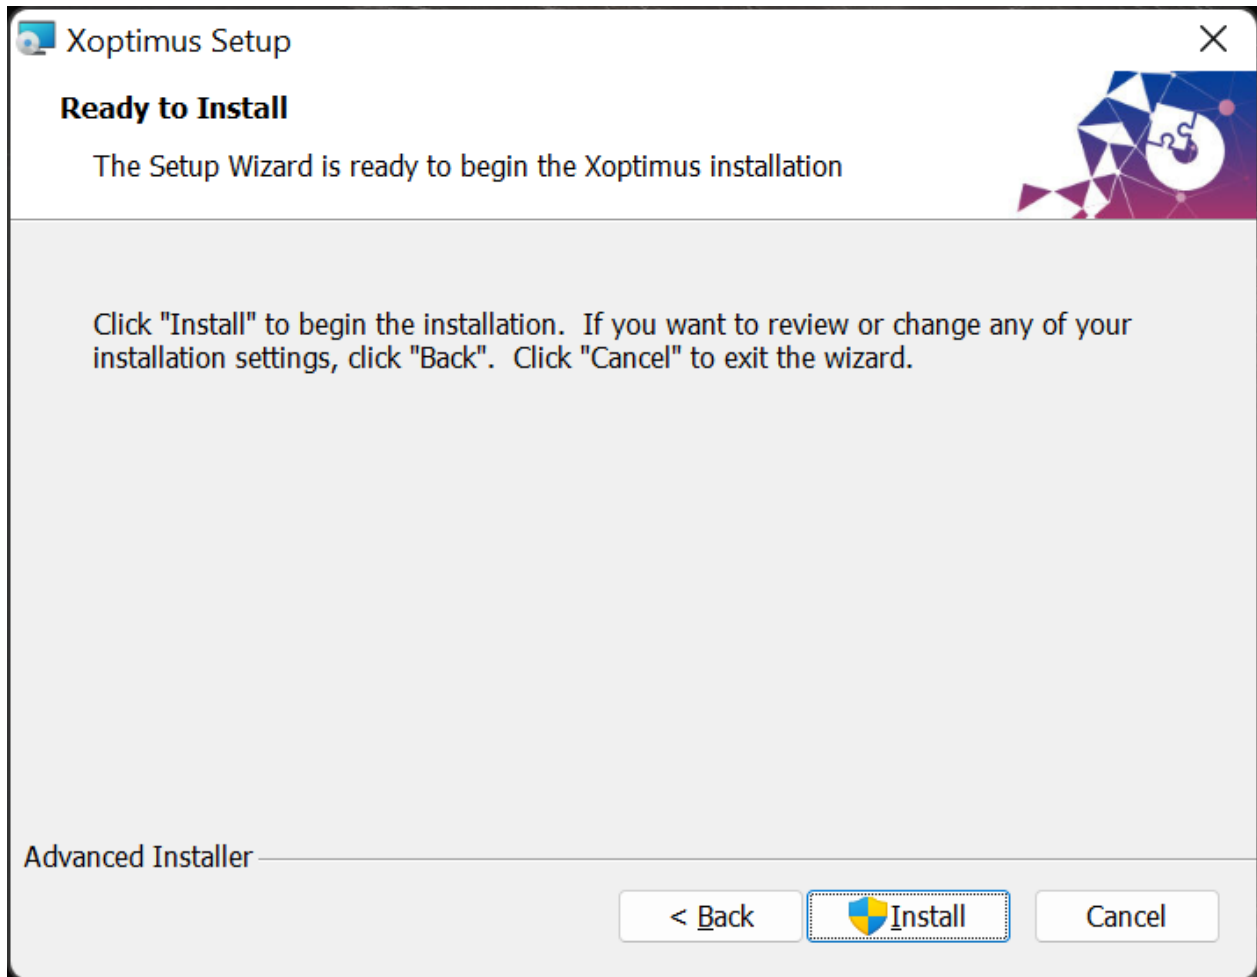 Xoptimus Setup
Ready to Install
The Setup Wizard is ready to begin the Xoptimus installation
Click "Install" to begin the installation.  If you want to review or change any of your
installation settings, click "Back".  Click "Cancel" to exit the wizard.
Advanced Installer
< Back
Install
Cancel